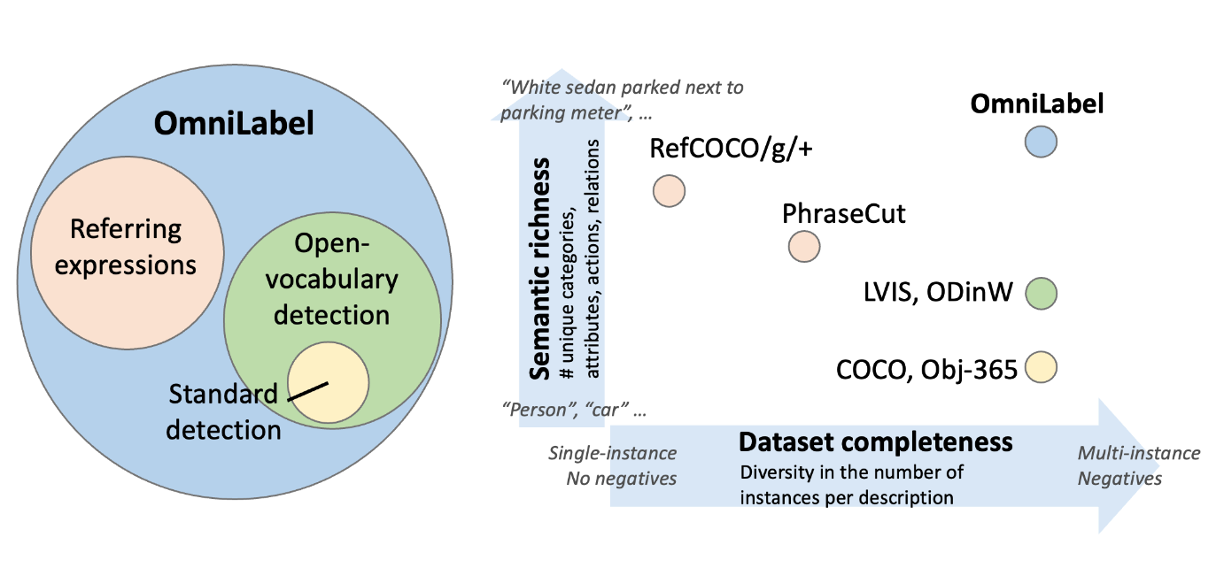 OmniLabel
Referring
expressions
Open-
vocabulary
detection
Standard
detection
“White sedan parked next to
parking meter”, …
Semantic richness
# unique categories,
attributes, actions, relations
“Person”, “car” …
RefCOCO/g/+
OmniLabel
PhraseCut
LVIS, ODinW
COCO, Obj-365
Single-instance
No negatives
Dataset completeness
Diversity in the number of
instances per description
Multi-instance
Negatives